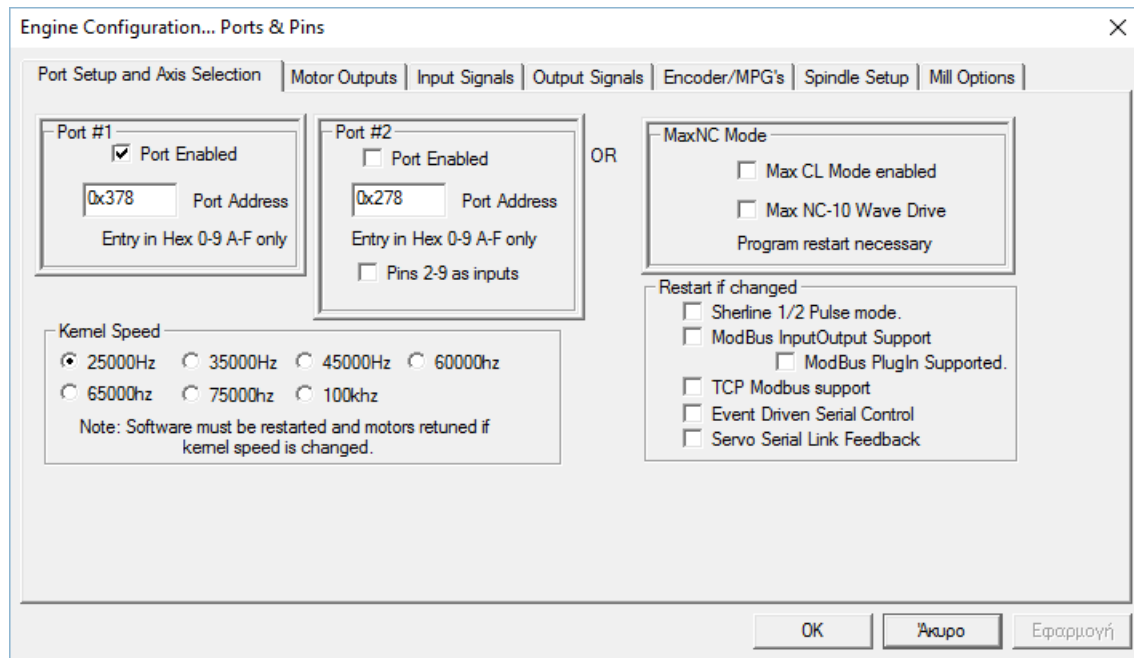 Engine Configuration... Ports & Pins
Port Setup and Axis Selection
Motor Outputs
Input Signals
Output Signals
Encoder/MPG's
Spindle Setup
Mill Options
Port #1
Port Enabled
0x378 Port Address
Entry in Hex 0-9 A-F only
Port #2
Port Enabled
0x278 Port Address
Entry in Hex 0-9 A-F only
Pins 2-9 as inputs
OR
MaxNC Mode
Max CL Mode enabled
Max NC-10 Wave Drive
Program restart necessary
Kernel Speed
25000Hz 35000Hz 45000Hz 60000hz
65000hz 75000hz 100khz
Note: Software must be restarted and motors retuned if
kernel speed is changed.
Restart if changed
Sherline 1/2 Pulse mode.
ModBus InputOutput Support
ModBus PlugIn Supported.
TCP Modbus support
Event Driven Serial Control
Servo Serial Link Feedback
OK
Άκυρο
Εφαρμογή